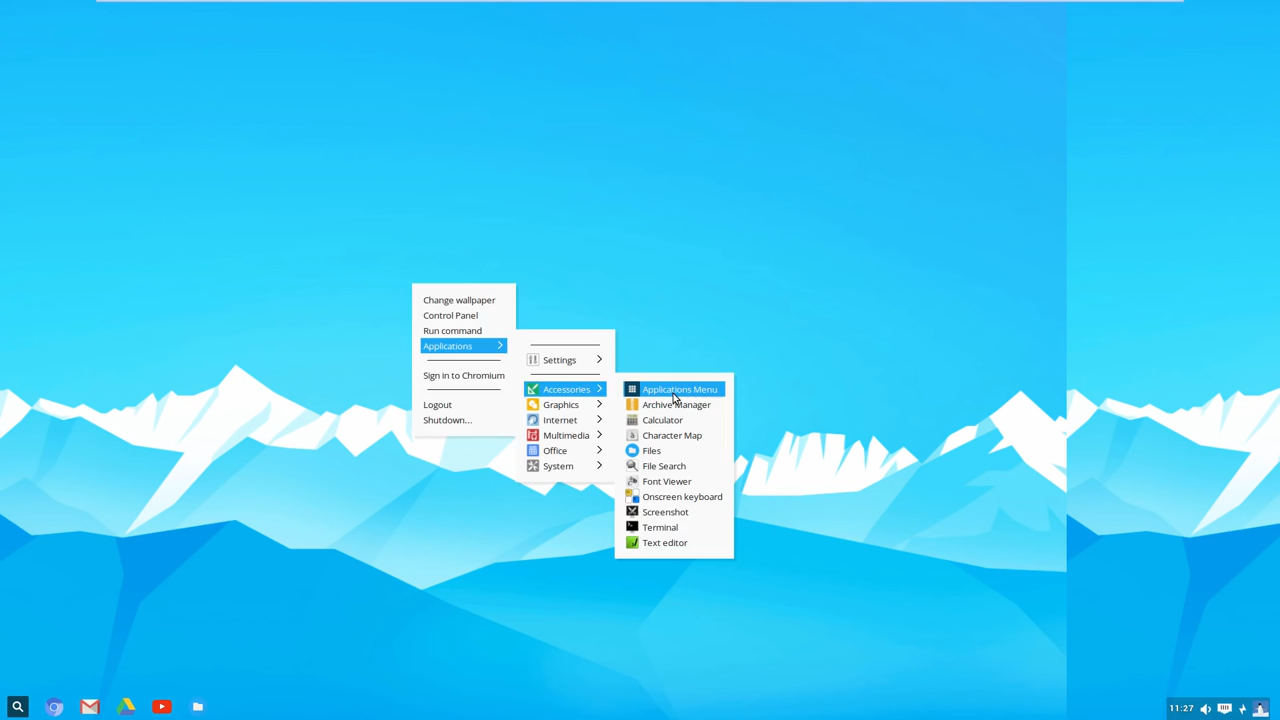 Change wallpaper
Control Panel
Run command
Applications
Sign in to Chromium
Logout
Shutdown...
Settings
Accessories
Graphics
Internet
Multimedia
Office
System
Applications Menu
Archive Manager
Calculator
Character Map
Files
File Search
Font Viewer
Onscreen keyboard
Screenshot
Terminal
Text editor
11:27